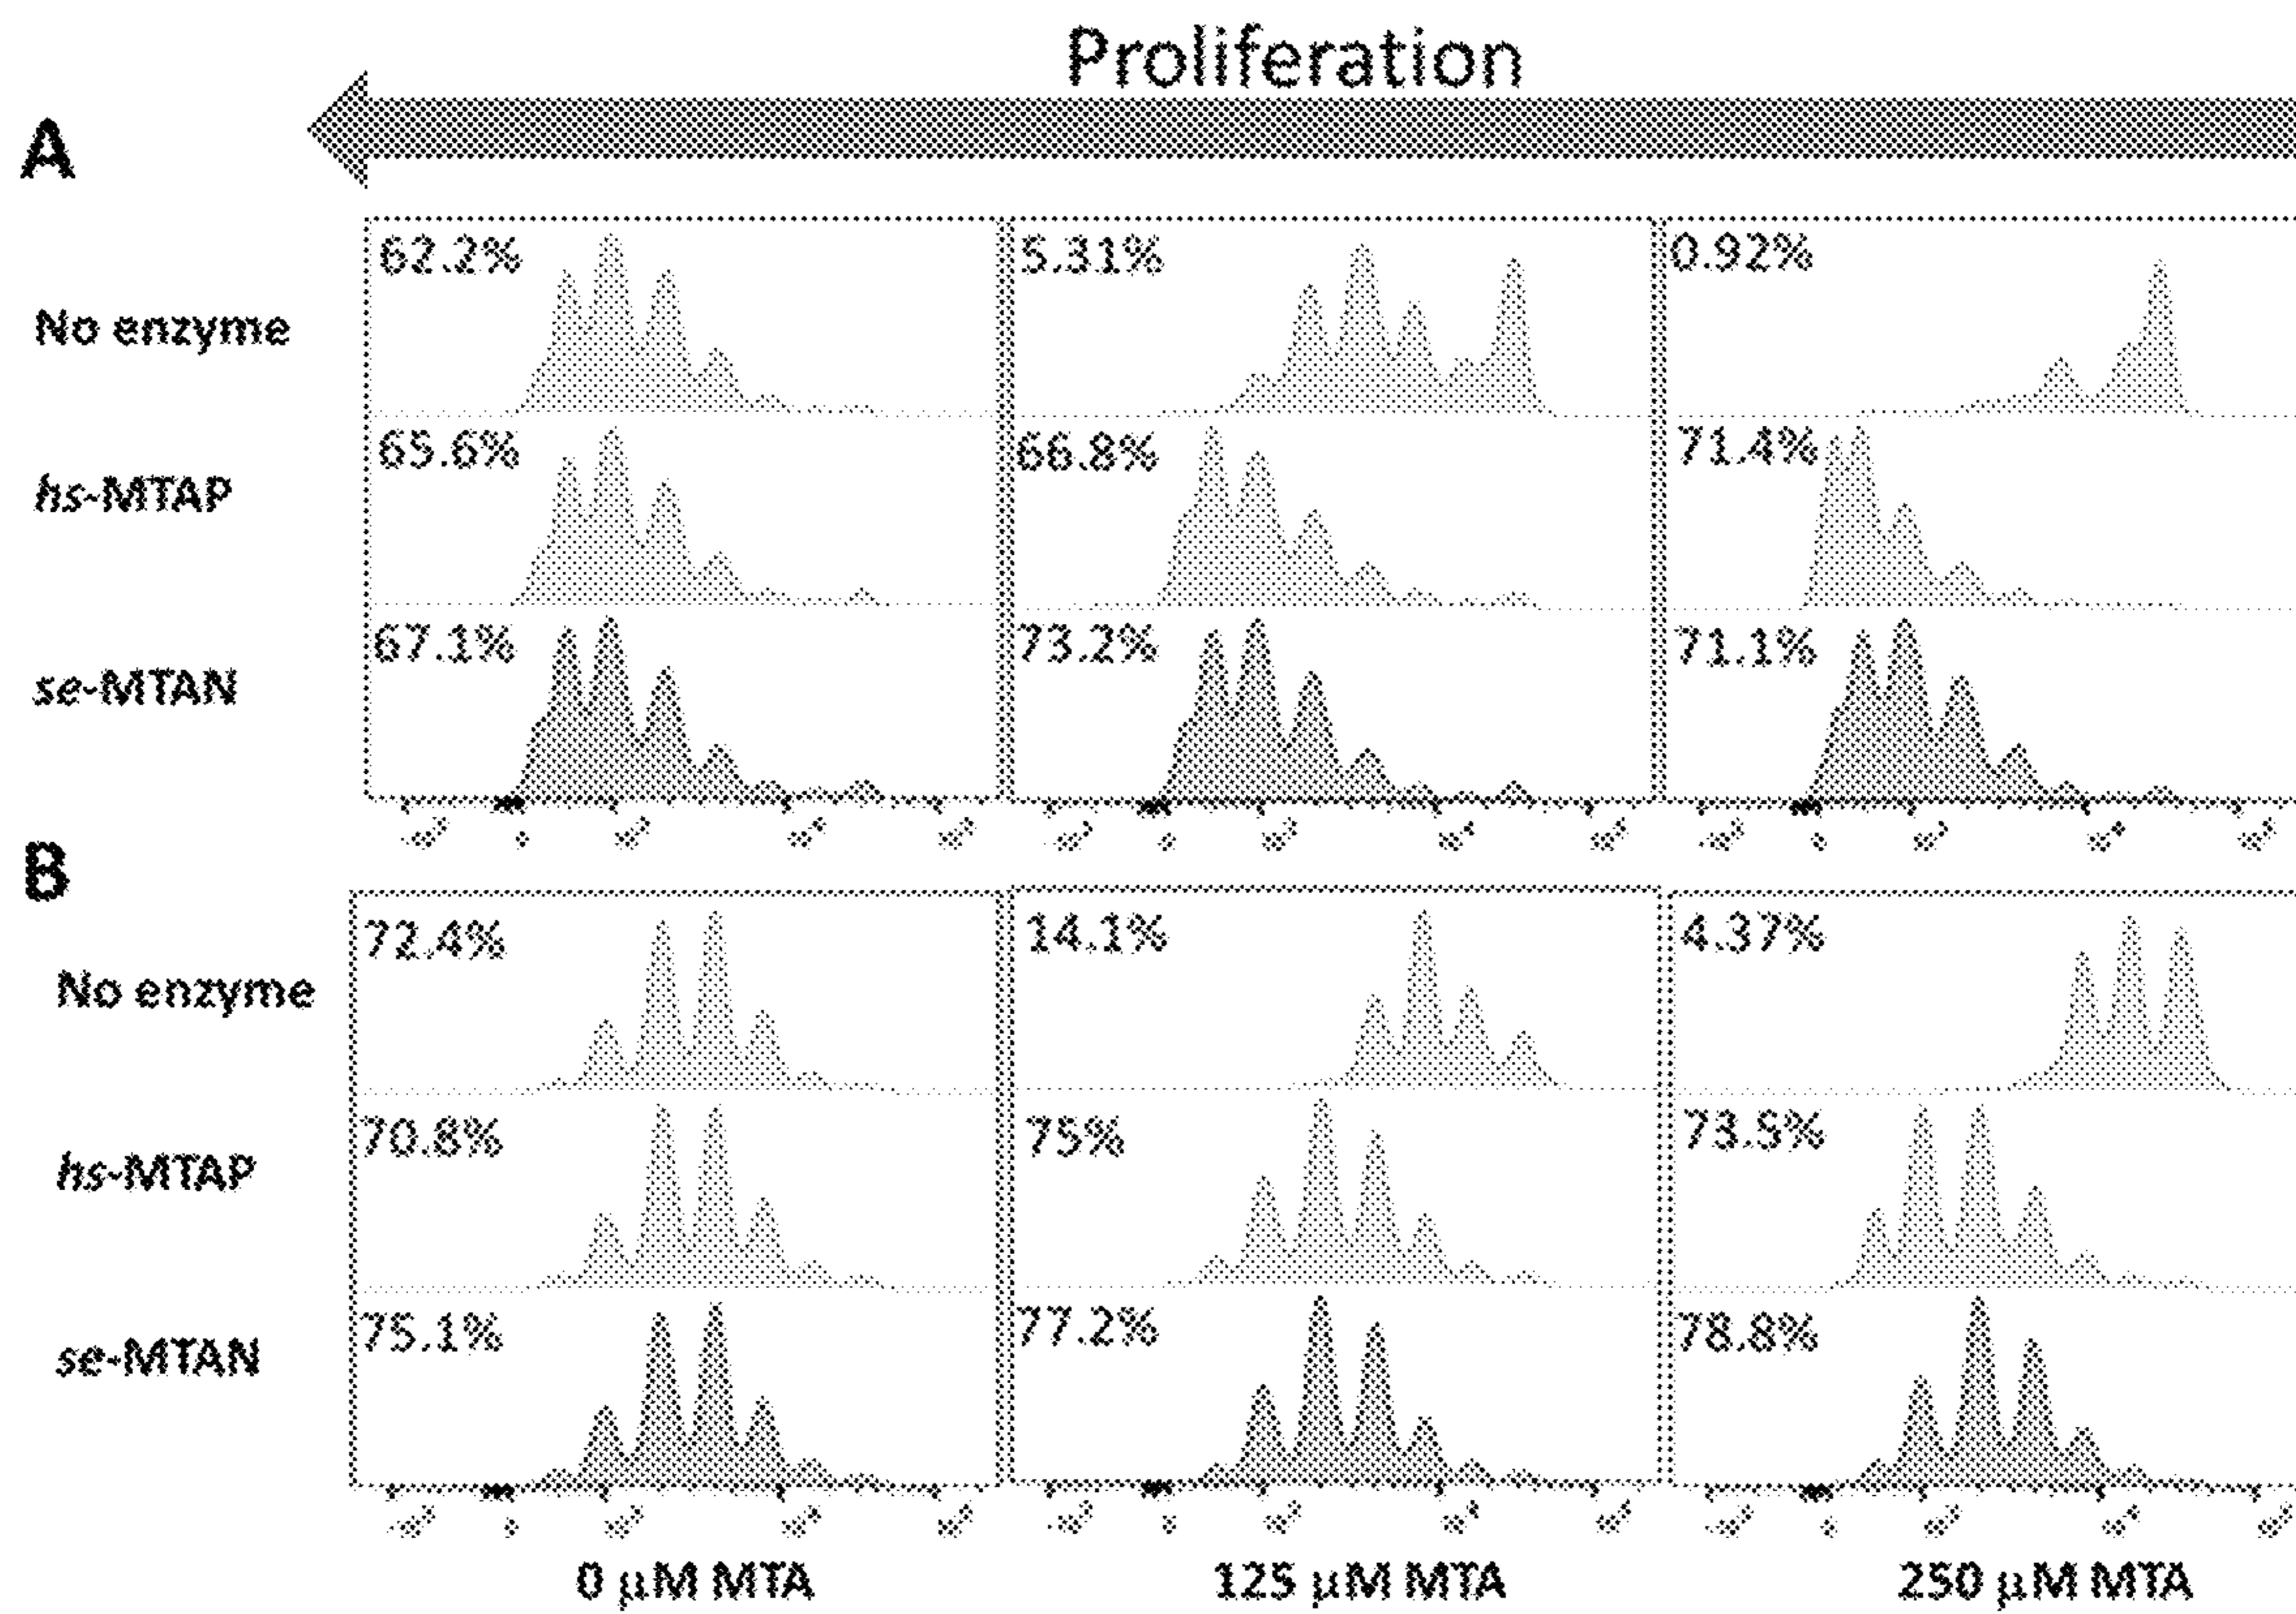 Proliferation
A
62.2% 5.31% 0.92%
No enzyme
65.6% 66.8% 71.4%
hs-MTAP
67.1% 73.2% 71.1%
se-MTAN
B
72.4% 14.1% 4.37%
No enzyme
70.8% 75% 73.5%
hs-MTAP
75.1% 77.2% 78.8%
se-MTAN
0 μM MTA 125 μM MTA 250 μM MTA